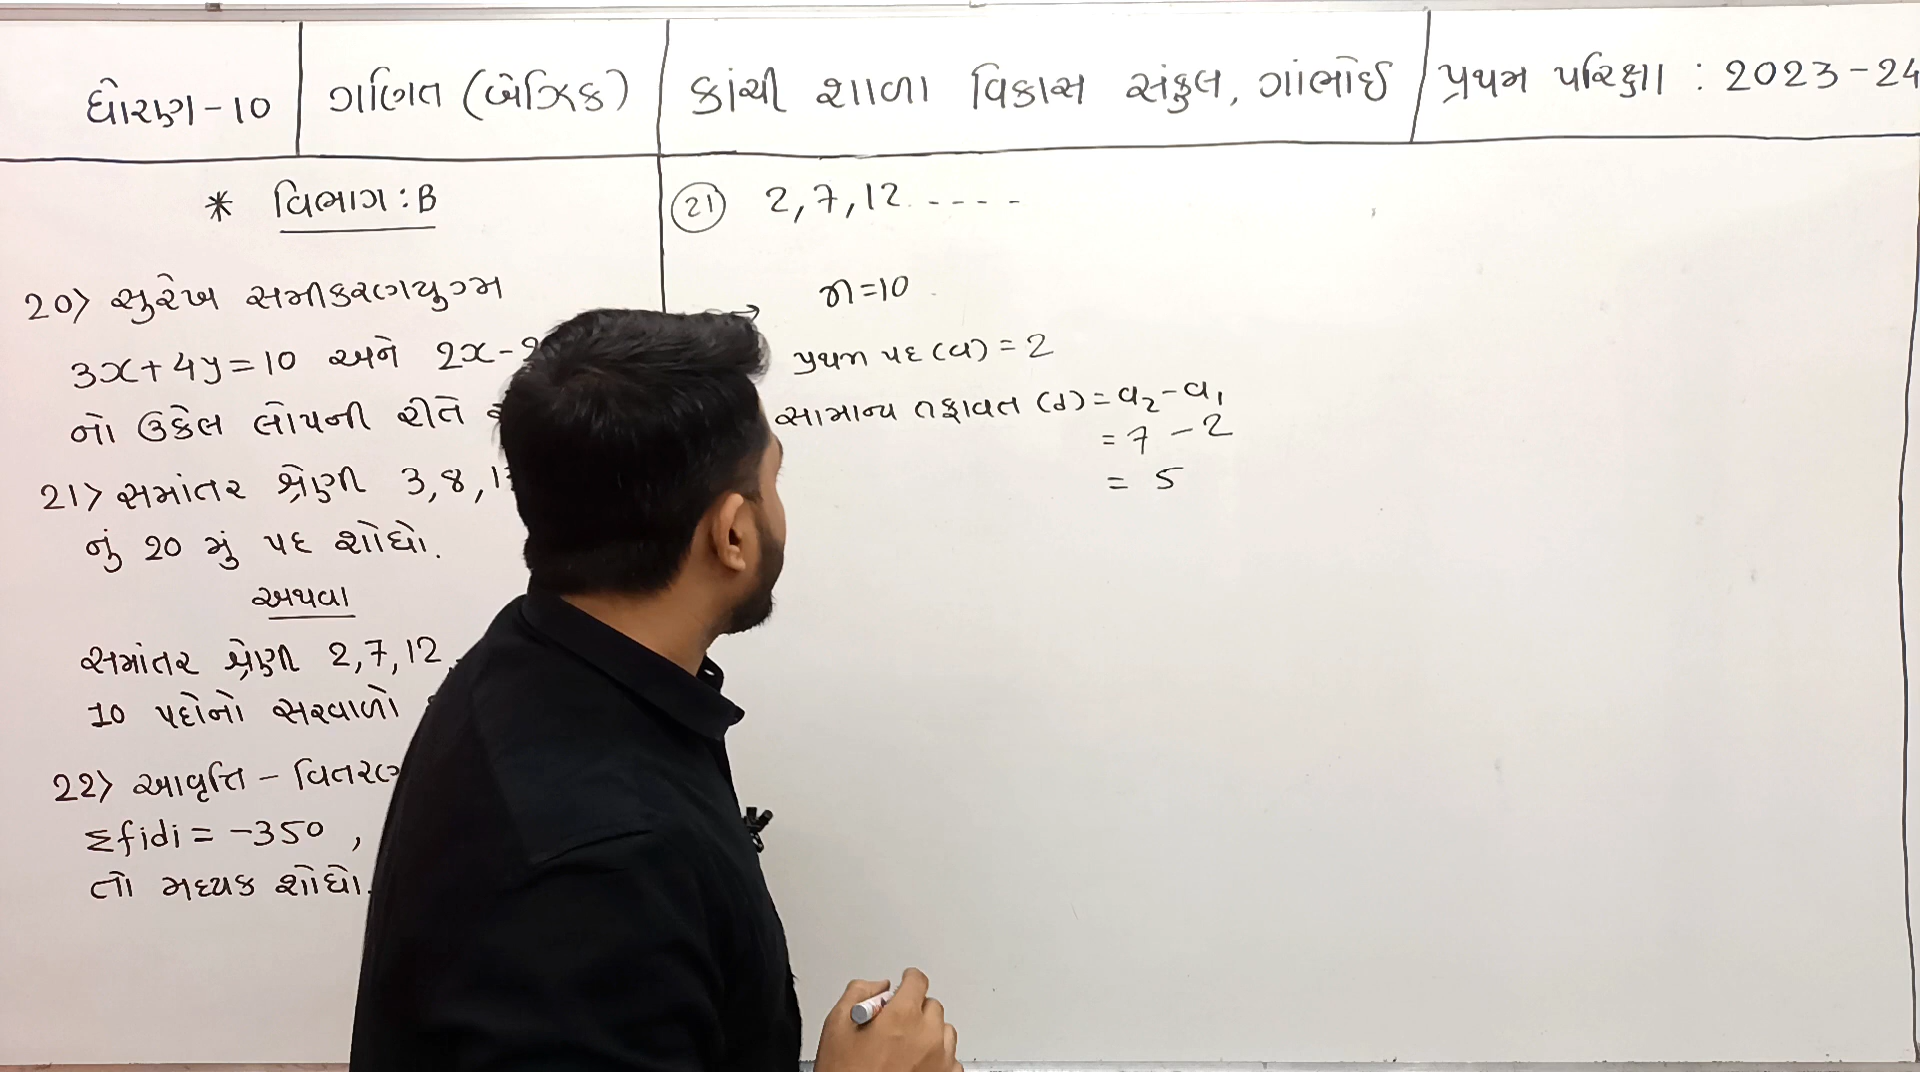 ધોરણ-10
ગણિત (બેઝિક)
કાંચી શાળા વિકાસ સંકુલ, ગાંભોઈ
પ્રથમ પરિક્ષા : 2023-24
* વિભાગ : B
20) સુરેખ સમીકરણયુગ્મ
3x+4y=10 અને 2x-
નો ઉકેલ લોપની રીતે
21) સમાંતર શ્રેણી 3,8,
નું 20 મું પદ શોધો.
અથવા
સમાંતર શ્રેણી 2,7,12,
10 પદોનો સરવાળો
22) આવૃત્તિ - વિતરણ
Σfidi = -350 ,
તો મધ્યક શોધો.
21 2,7,12. ----
→ n=10
પ્રથમ પદ (a) = 2
સામાન્ય તફાવત (d) = a₂-a₁
= 7 - 2
= 5